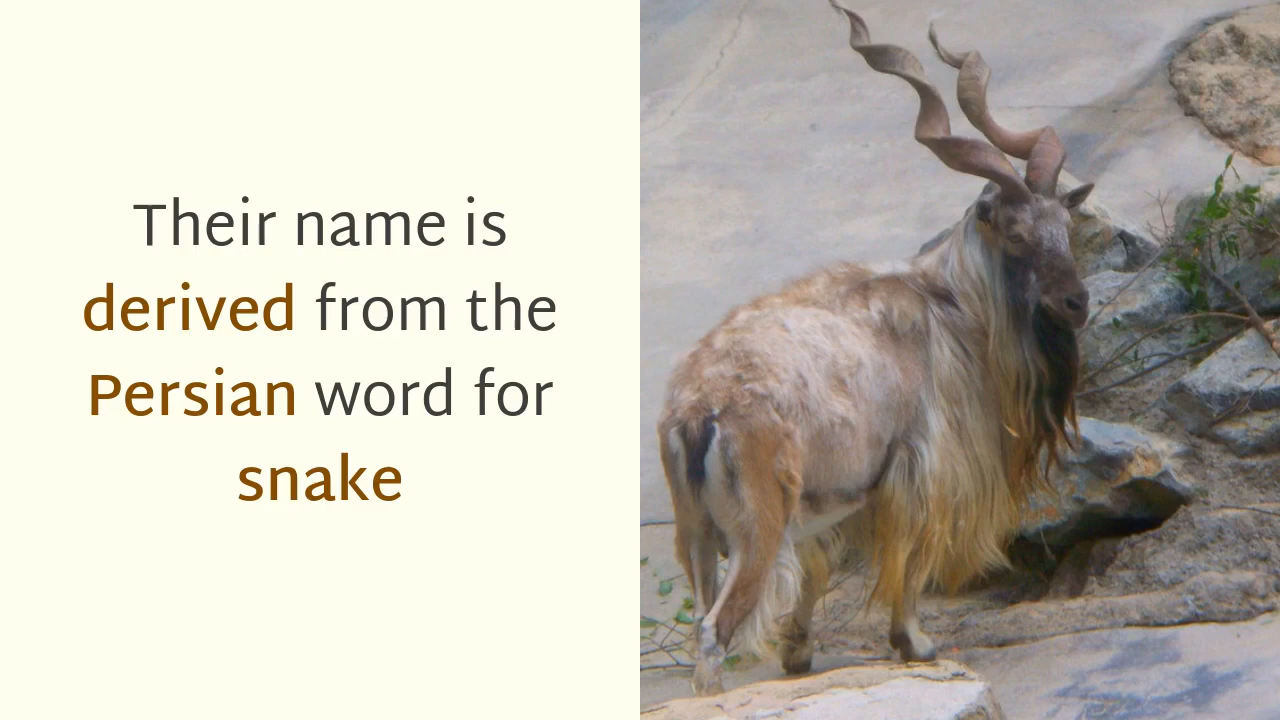 Their name is
derived from the
Persian word for
snake